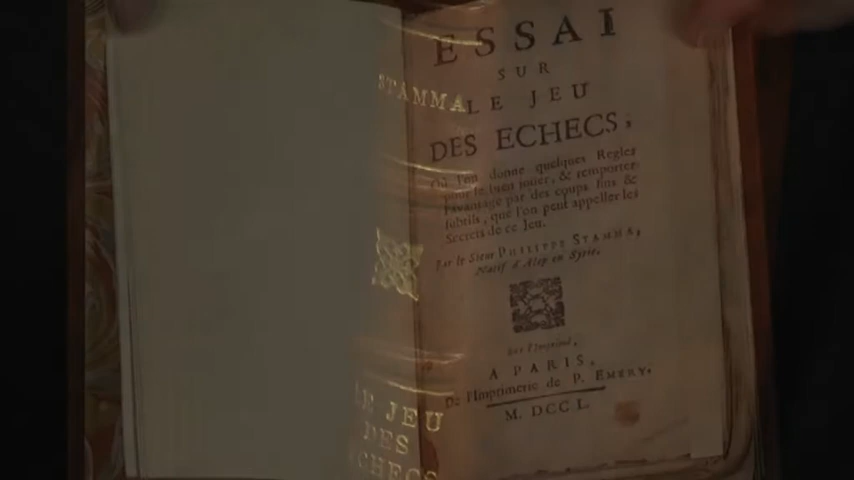 STAMMA
LE JEU
DES
ECHECS
ESSAI
SUR
LE JEU
DES ECHECS;
Où l'on donne quelques Regles
pour le bien jouer, & remporter
l'avantage par des coups fins &
subtils, que l'on peut appeller les
Secrets de ce Jeu.
Par le Sieur PHILIPPE STAMMA,
Natif d'Alep en Syrie.
A PARIS,
De l'Imprimerie de P. EMERY.
M. DCCL.